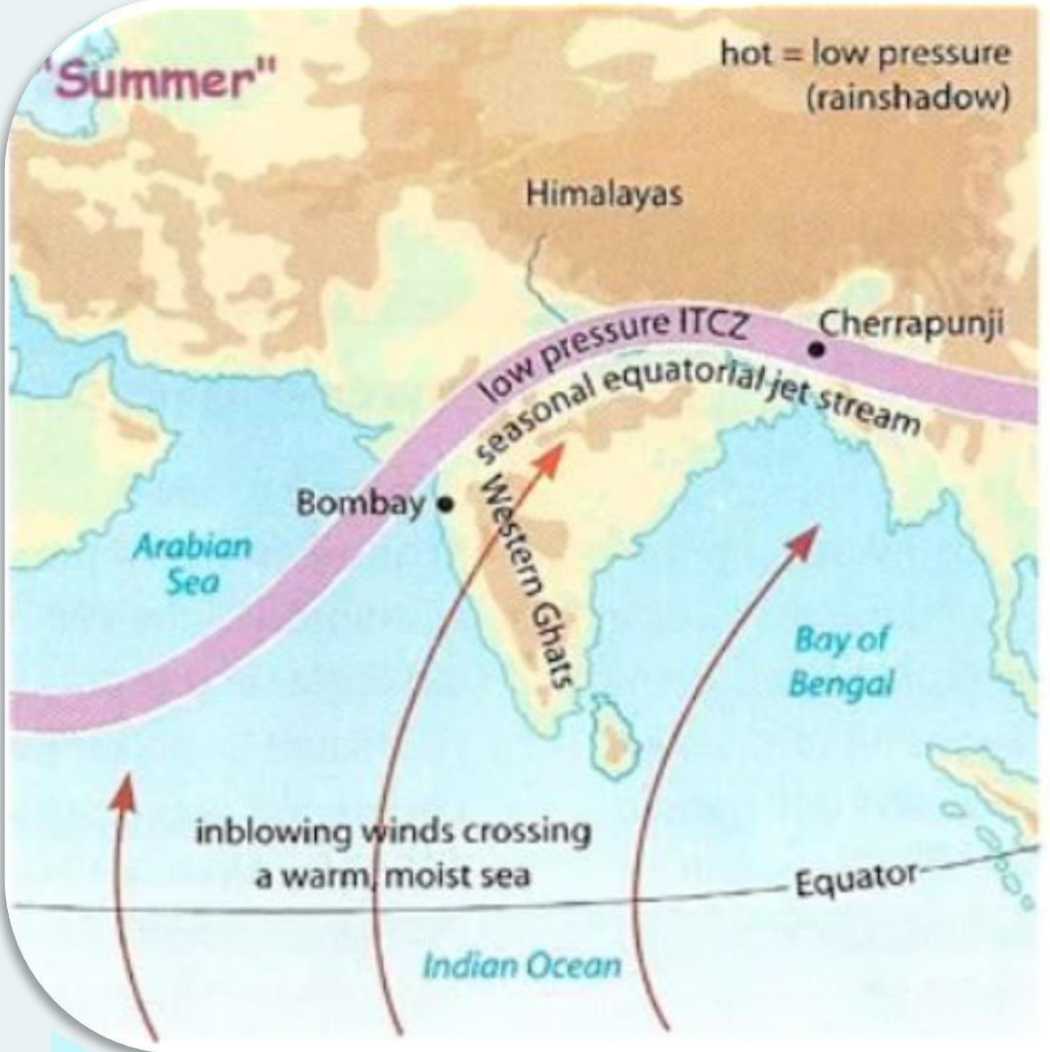 "Summer"
hot = low pressure
(rainshadow)
Himalayas
low pressure ITCZ
Cherrapunji
seasonal equatorial jet stream
Bombay
Western Ghats
Arabian
Sea
Bay of
Bengal
inblowing winds crossing
a warm, moist sea
Equator
Indian Ocean